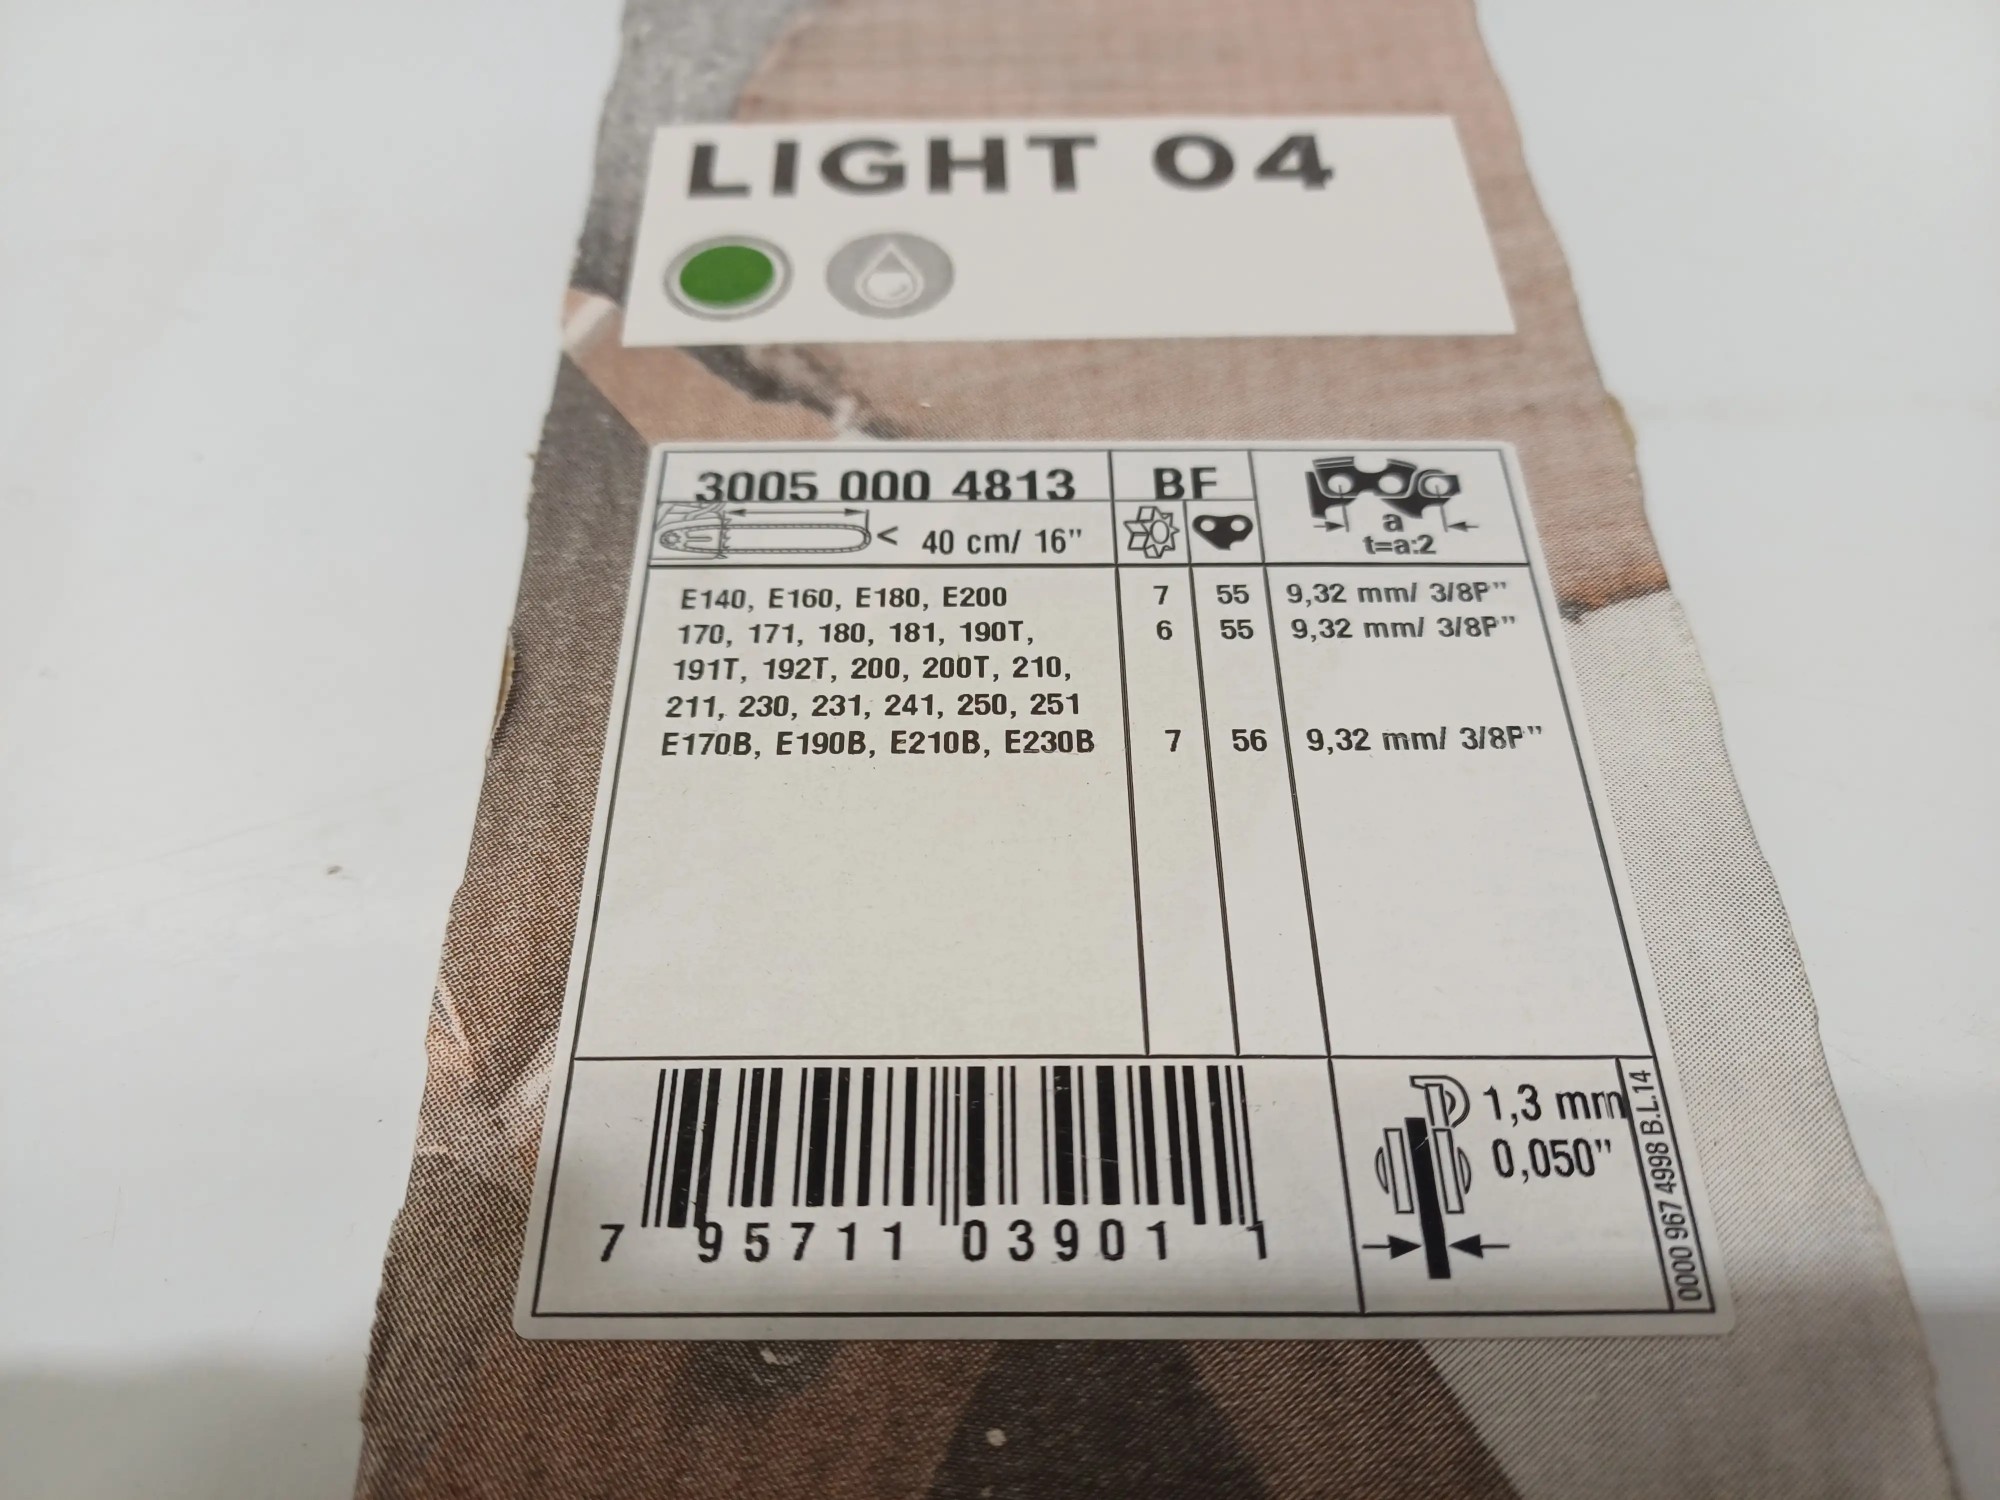 LIGHT 04
3005 000 4813 BF
< 40 cm/ 16" a
t=a:2
E140, E160, E180, E200 7 55 9,32 mm/ 3/8P"
170, 171, 180, 181, 190T, 6 55 9,32 mm/ 3/8P"
191T, 192T, 200, 200T, 210,
211, 230, 231, 241, 250, 251
E170B, E190B, E210B, E230B 7 56 9,32 mm/ 3/8P"
1,3 mm
0,050"
7 95711 03901 1
0000 967 4998 B.L.14